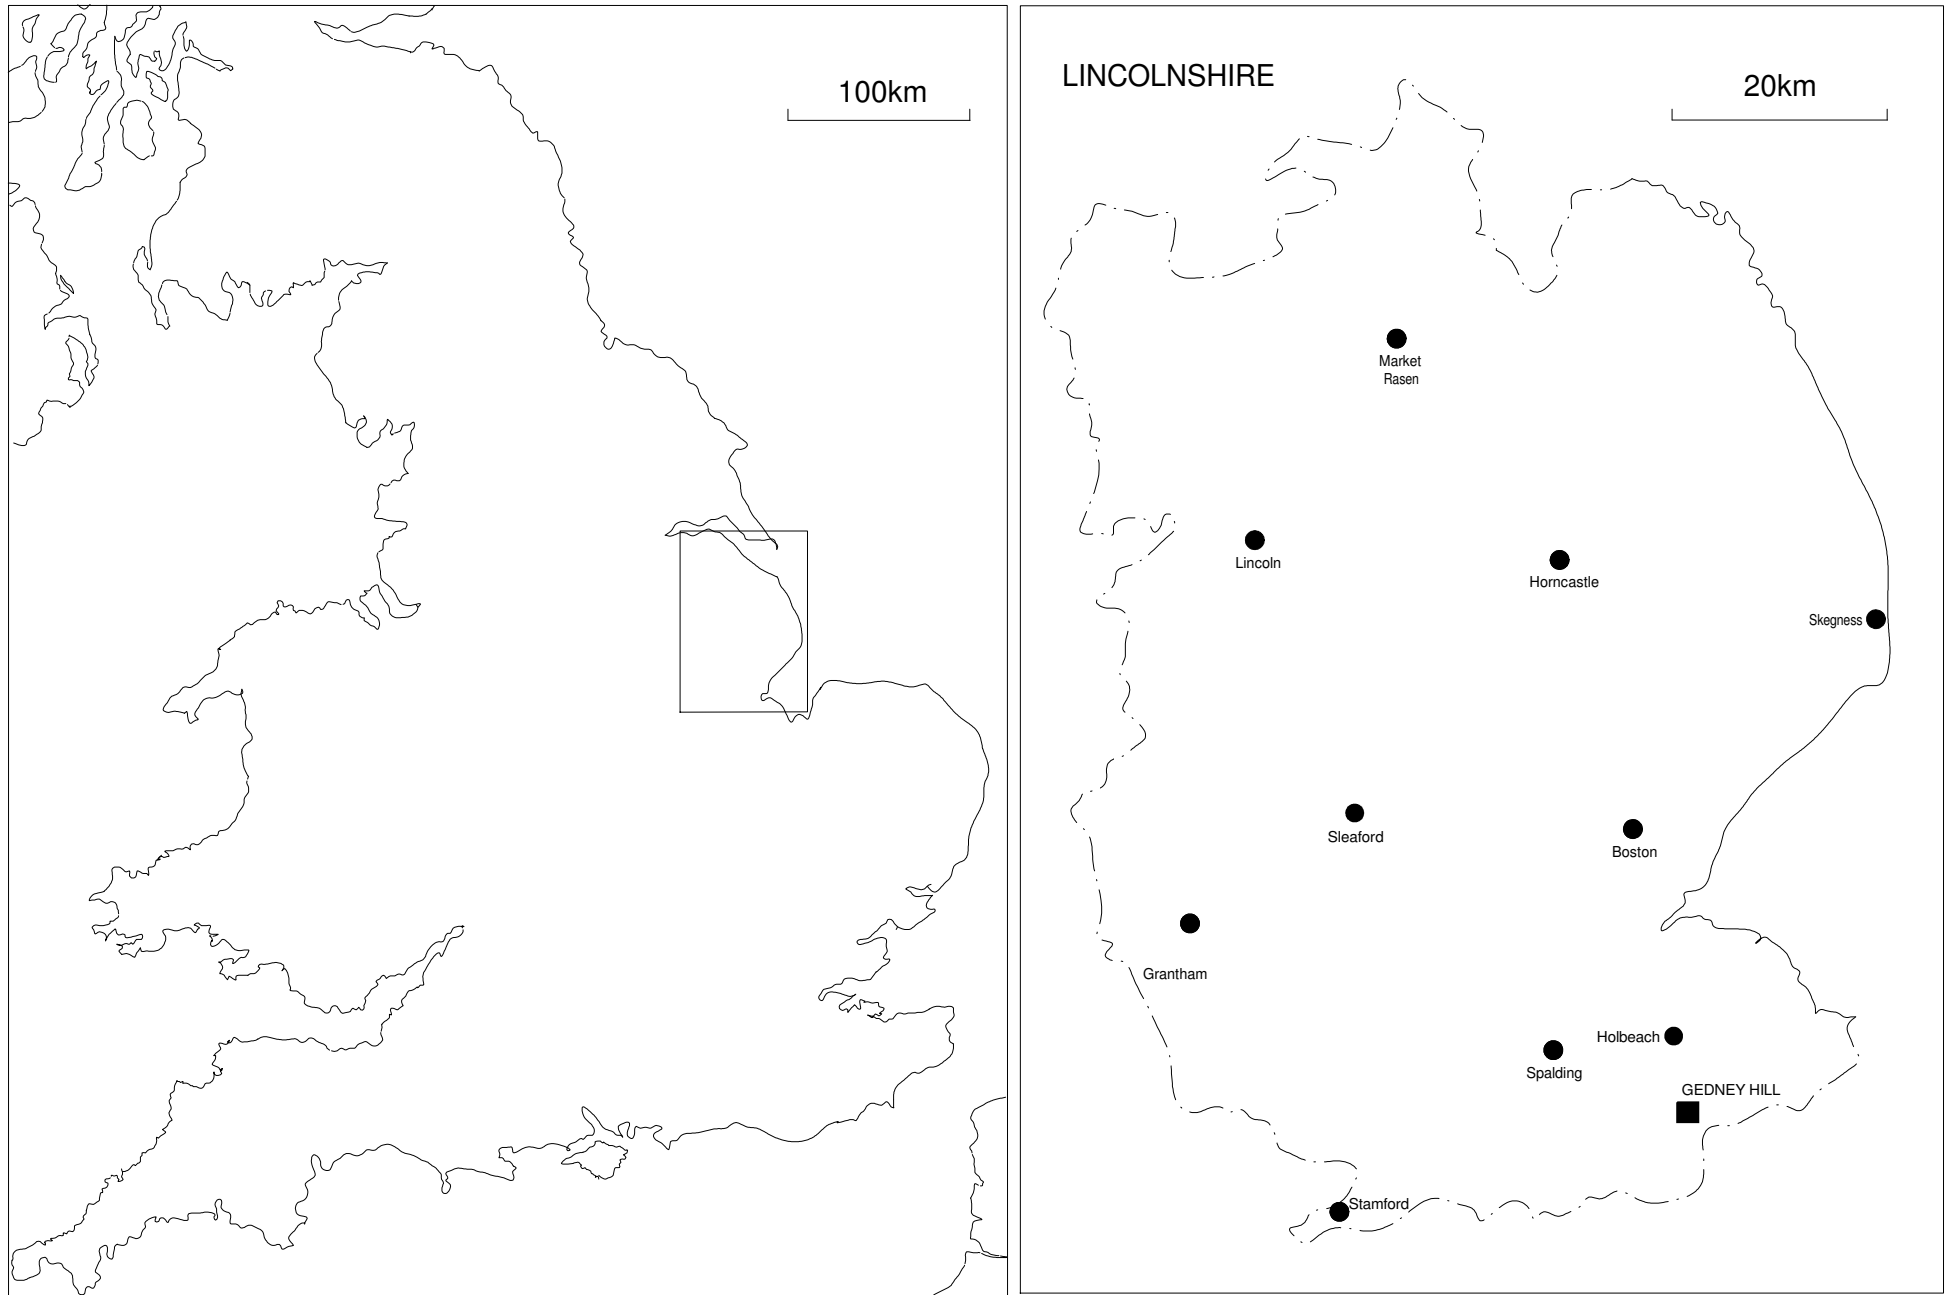 100km
LINCOLNSHIRE
20km
Market
Rasen
Lincoln
Horncastle
Skegness
Sleaford
Boston
Grantham
Holbeach
Spalding
GEDNEY HILL
Stamford